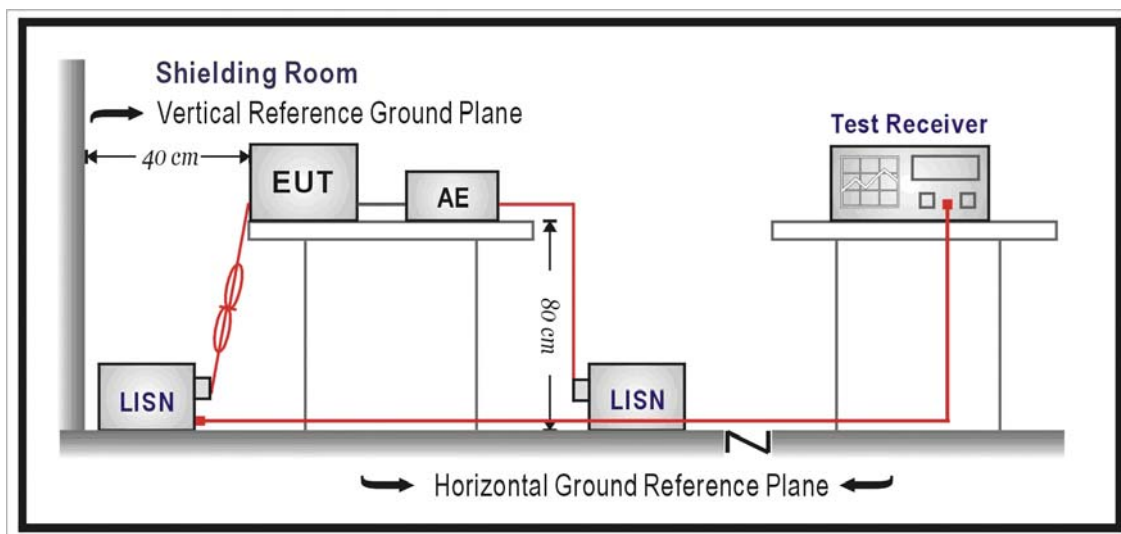 Shielding Room
Vertical Reference Ground Plane
Test Receiver
40 cm
EUT
AE
80 cm
LISN
LISN
Horizontal Ground Reference Plane